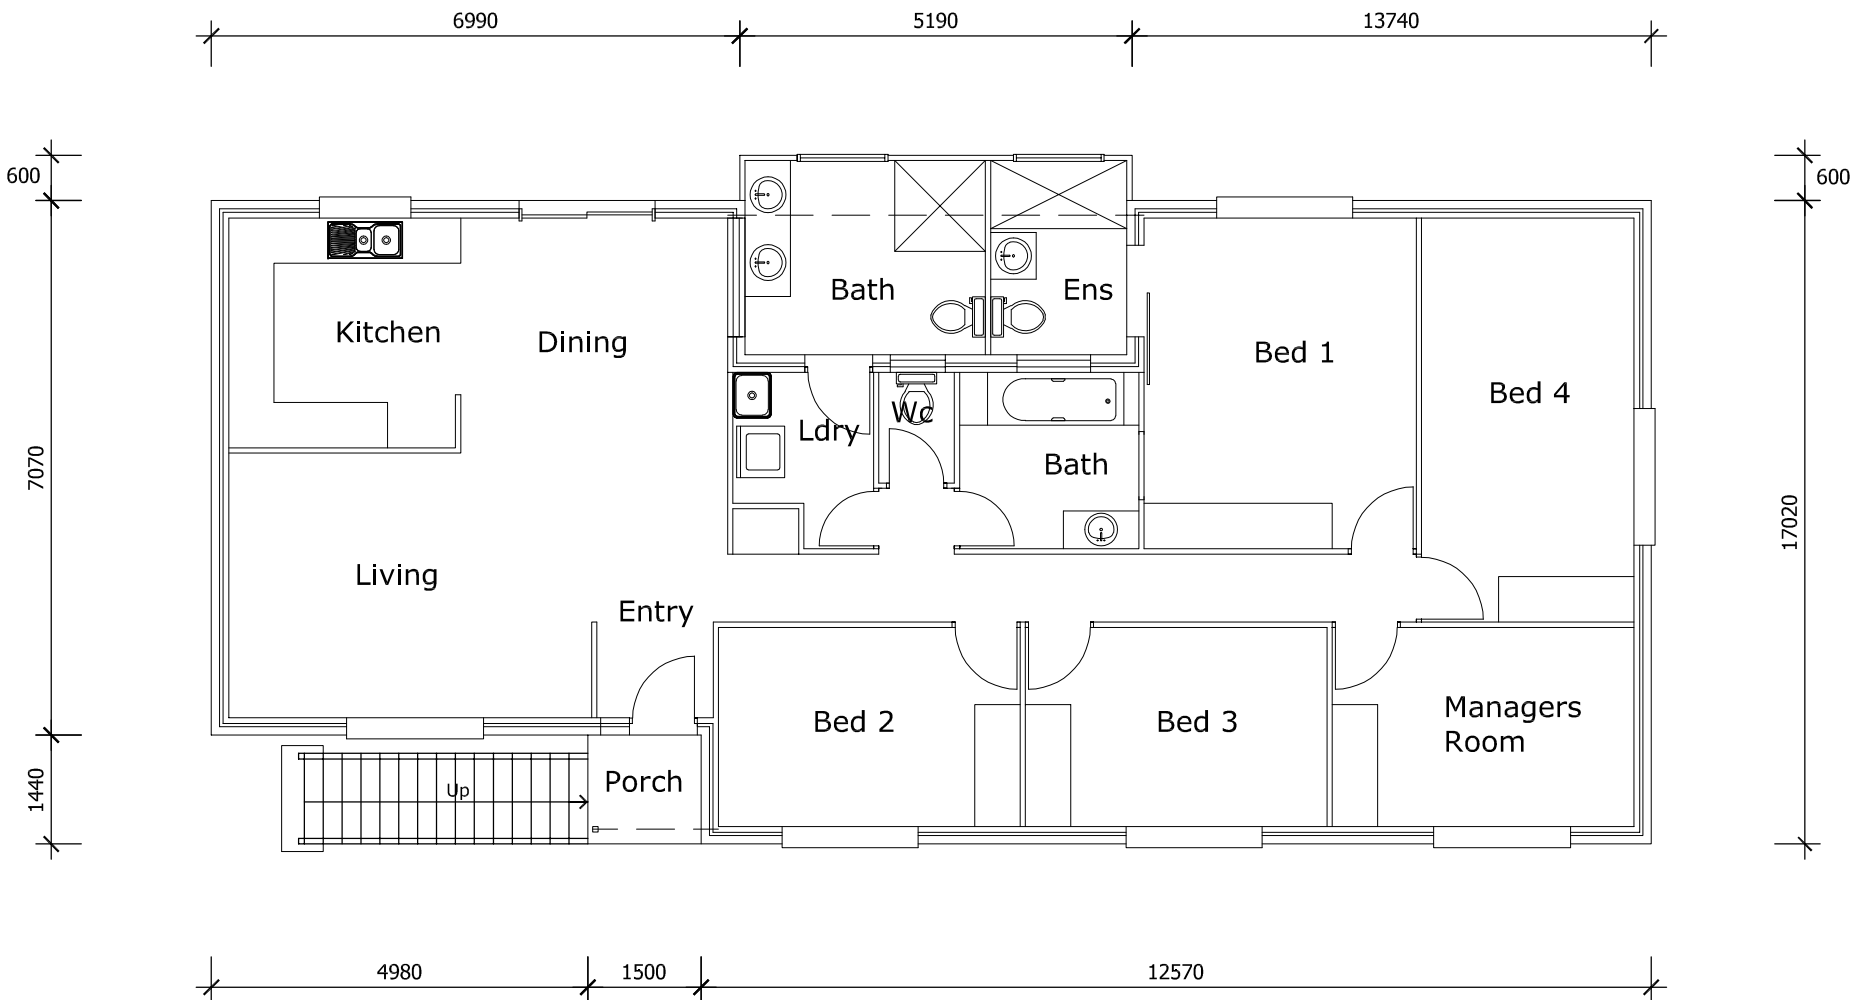 6990 5190 13740
600 600
Bath Ens
Kitchen Dining
Bed 1
Bed 4
Wc
Ldry
Bath
7070
17020
Living
Entry
Bed 2 Bed 3 Managers
Room
Porch
Up
1440
4980 1500 12570